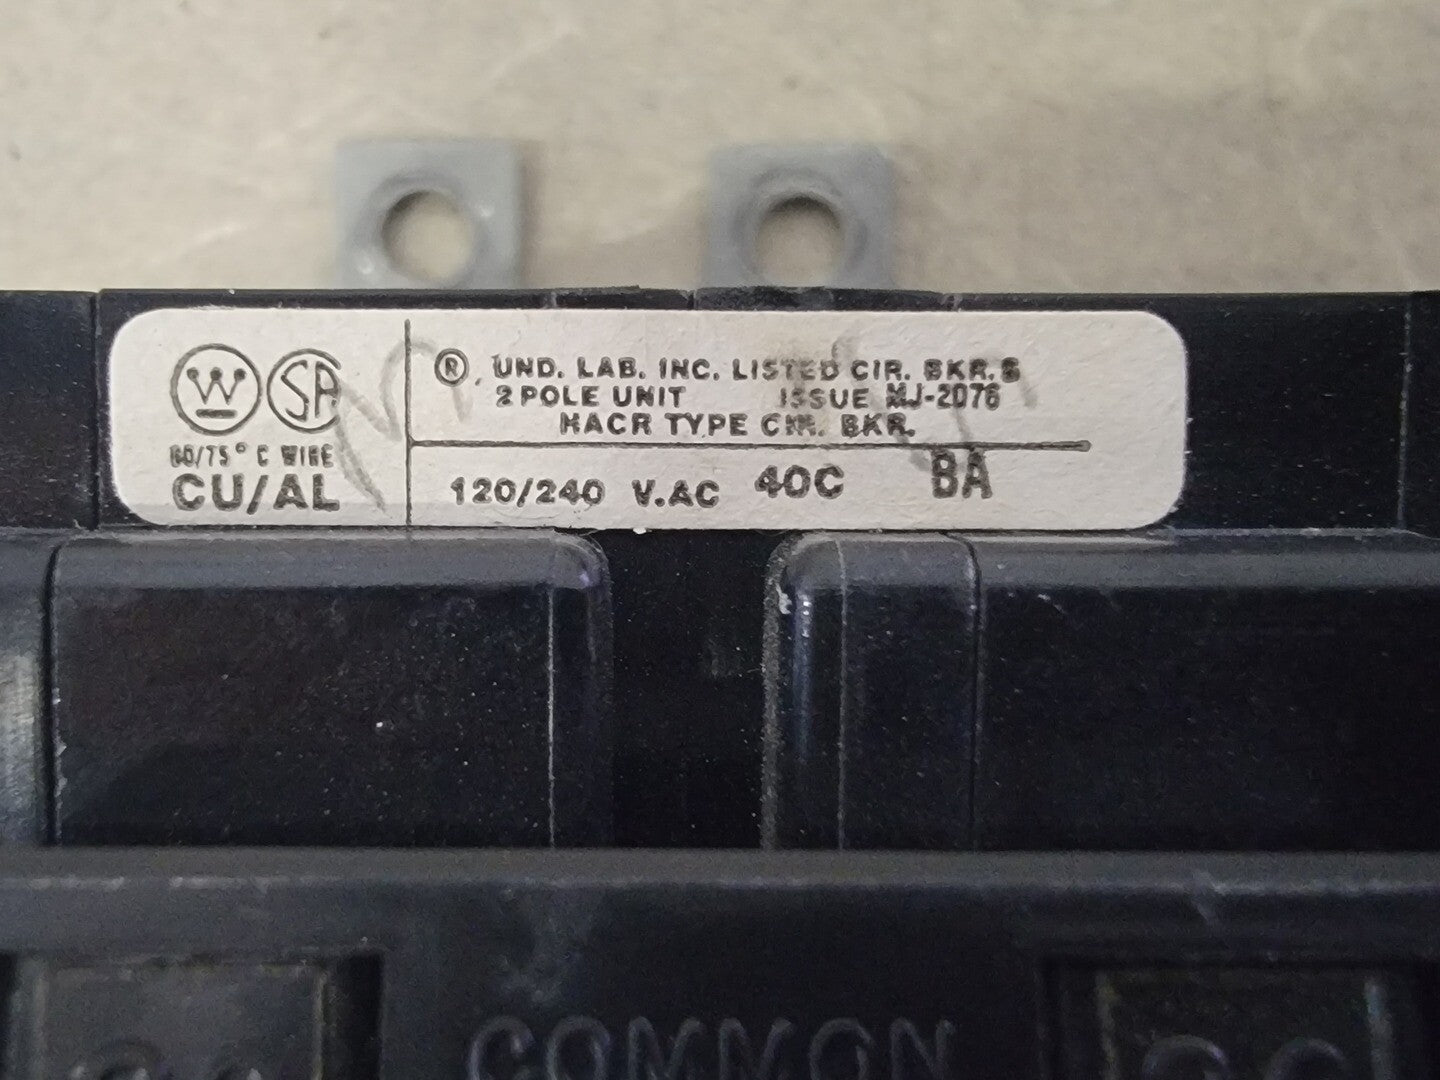 W SA
60/75° C WIRE
CU/AL
® UND. LAB. INC. LISTED CIR. BKR.
2 POLE UNIT ISSUE MJ-2076
HACR TYPE CIR. BKR.
120/240 V.AC 40C BA
COMMON